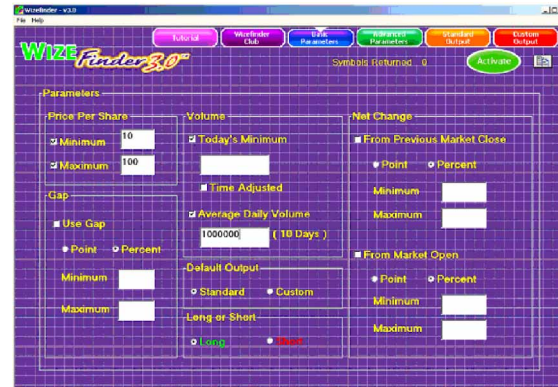 Wizefinder - v3.0
File Help
Tutorial
Wizefinder Club
Basic Parameters
Advanced Parameters
Standard Output
Custom Output
WIZE Finder 3.0
Symbols Returned 0
Activate
Parameters
Price Per Share
Minimum 10
Maximum 100
Gap
Use Gap
Point Percent
Minimum
Maximum
Volume
Today's Minimum
Time Adjusted
Average Daily Volume
1000000 ( 10 Days )
Default Output
Standard Custom
Long or Short
Long Short
Net Change
From Previous Market Close
Point Percent
Minimum
Maximum
From Market Open
Point Percent
Minimum
Maximum